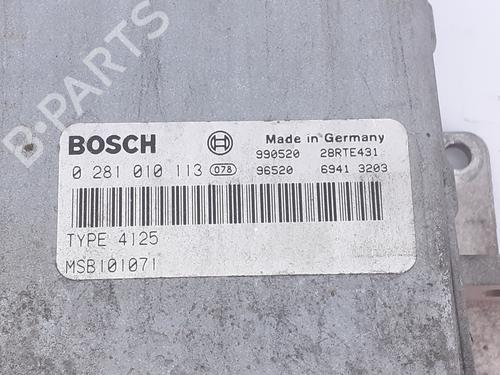 B-PARTS
BOSCH Made in Germany
990520 28RTE431
0 281 010 113 078 96520 6941 3203
TYPE 4125
MSB101071